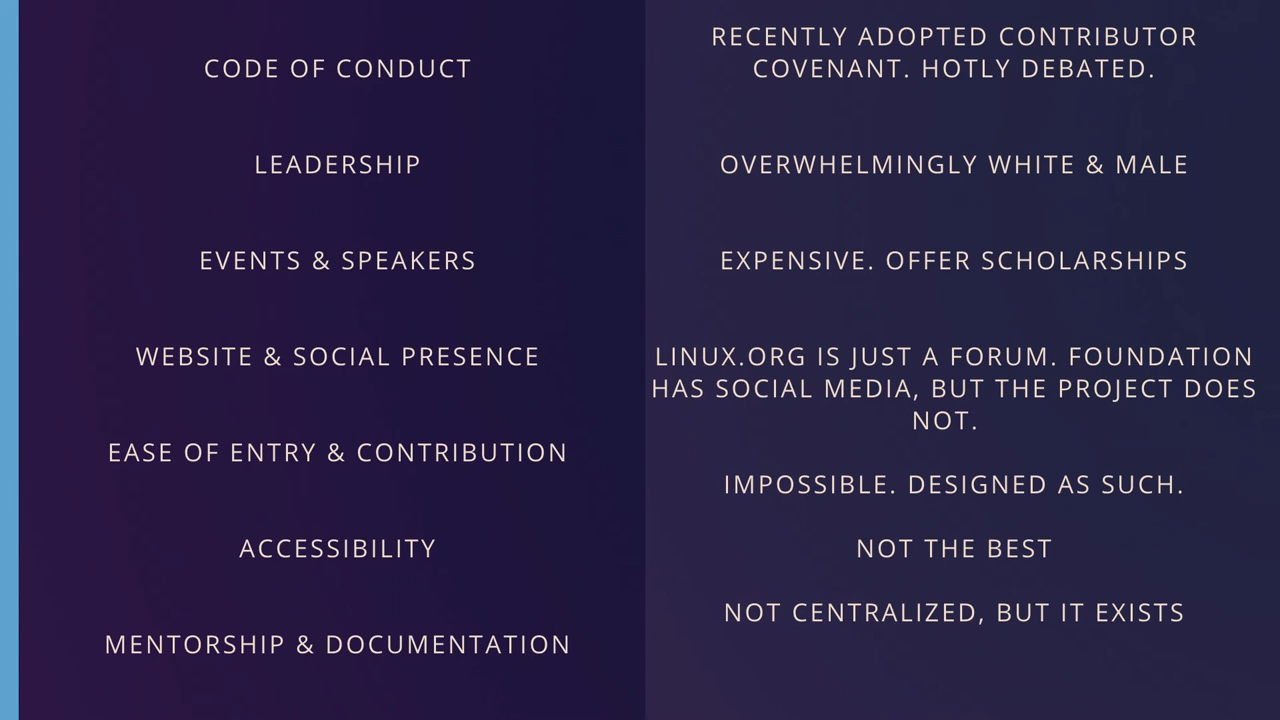 CODE OF CONDUCT
LEADERSHIP
EVENTS & SPEAKERS
WEBSITE & SOCIAL PRESENCE
EASE OF ENTRY & CONTRIBUTION
ACCESSIBILITY
MENTORSHIP & DOCUMENTATION
RECENTLY ADOPTED CONTRIBUTOR
COVENANT. HOTLY DEBATED.
OVERWHELMINGLY WHITE & MALE
EXPENSIVE. OFFER SCHOLARSHIPS
LINUX.ORG IS JUST A FORUM. FOUNDATION
HAS SOCIAL MEDIA, BUT THE PROJECT DOES
NOT.
IMPOSSIBLE. DESIGNED AS SUCH.
NOT THE BEST
NOT CENTRALIZED, BUT IT EXISTS